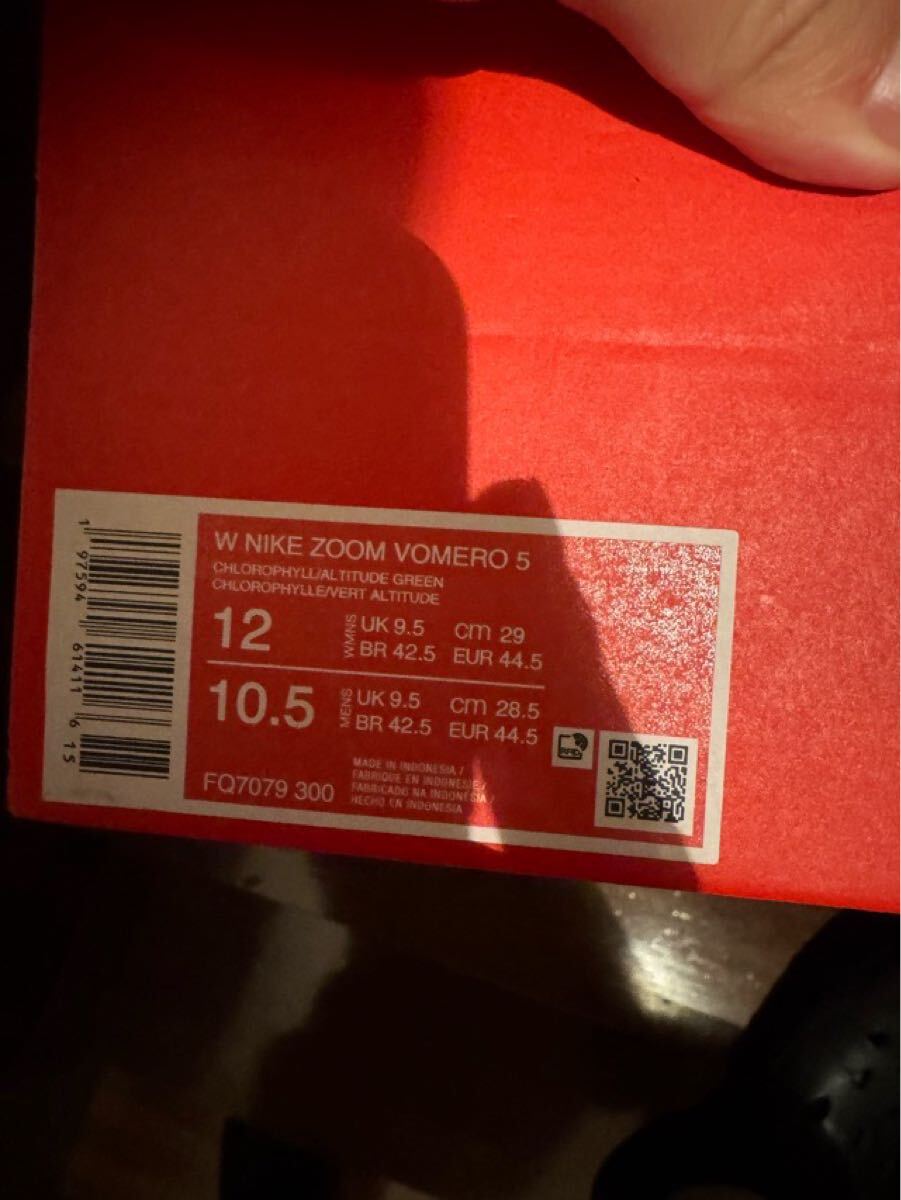 W NIKE ZOOM VOMERO 5
CHLOROPHYLL/ALTITUDE GREEN
CHLOROPHYLLE/VERT ALTITUDE
12 WMNS UK 9.5 cm 29
BR 42.5 EUR 44.5
10.5 MENS UK 9.5 cm 28.5
BR 42.5 EUR 44.5
FQ7079 300
MADE IN INDONESIA /
FABRIQUE EN INDONESIE /
FABRICADO NA INDONESIA /
HECHO EN INDONESIA
RFID
1 97594 61411 6 15